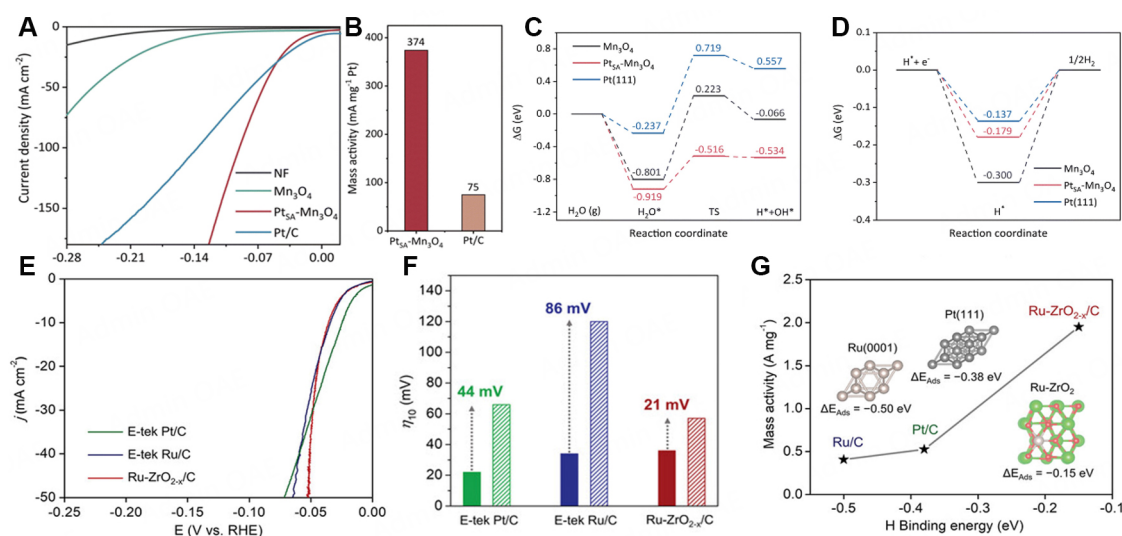 A
Current density (mA cm⁻²)
0
-50
-100
-150
-0.28
-0.21
-0.14
-0.07
0.00
NF
Mn₃O₄
Pt_SA-Mn₃O₄
Pt/C
B
Mass activity (mA mg⁻¹ Pt)
400
300
200
100
0
374
75
Pt_SA-Mn₃O₄
Pt/C
C
ΔG (eV)
0.8
0.4
0.0
-0.4
-0.8
-1.2
Mn₃O₄
Pt_SA-Mn₃O₄
Pt(111)
0.719
0.557
0.223
-0.066
-0.237
-0.516
-0.534
-0.801
-0.919
H₂O (g)
H₂O*
TS
H*+OH*
Reaction coordinate
D
ΔG (eV)
0.1
0.0
-0.1
-0.2
-0.3
-0.4
H*+ e⁻
1/2H₂
-0.137
-0.179
-0.300
Mn₃O₄
Pt_SA-Mn₃O₄
Pt(111)
H*
Reaction coordinate
E
j (mA cm⁻²)
0
-10
-20
-30
-40
-50
E-tek Pt/C
E-tek Ru/C
Ru-ZrO₂₋ₓ/C
-0.25
-0.20
-0.15
-0.10
-0.05
0.00
E (V vs. RHE)
F
η₁₀ (mV)
140
120
100
80
60
40
20
0
44 mV
86 mV
21 mV
E-tek Pt/C
E-tek Ru/C
Ru-ZrO₂₋ₓ/C
G
Mass activity (A mg⁻¹)
2.5
2.0
1.5
1.0
0.5
0.0
Ru-ZrO₂₋ₓ/C
Pt(111)
Ru(0001)
ΔE_Ads = −0.38 eV
ΔE_Ads = −0.50 eV
Ru-ZrO₂
ΔE_Ads = −0.15 eV
Ru/C
Pt/C
-0.5
-0.4
-0.3
-0.2
-0.1
H Binding energy (eV)